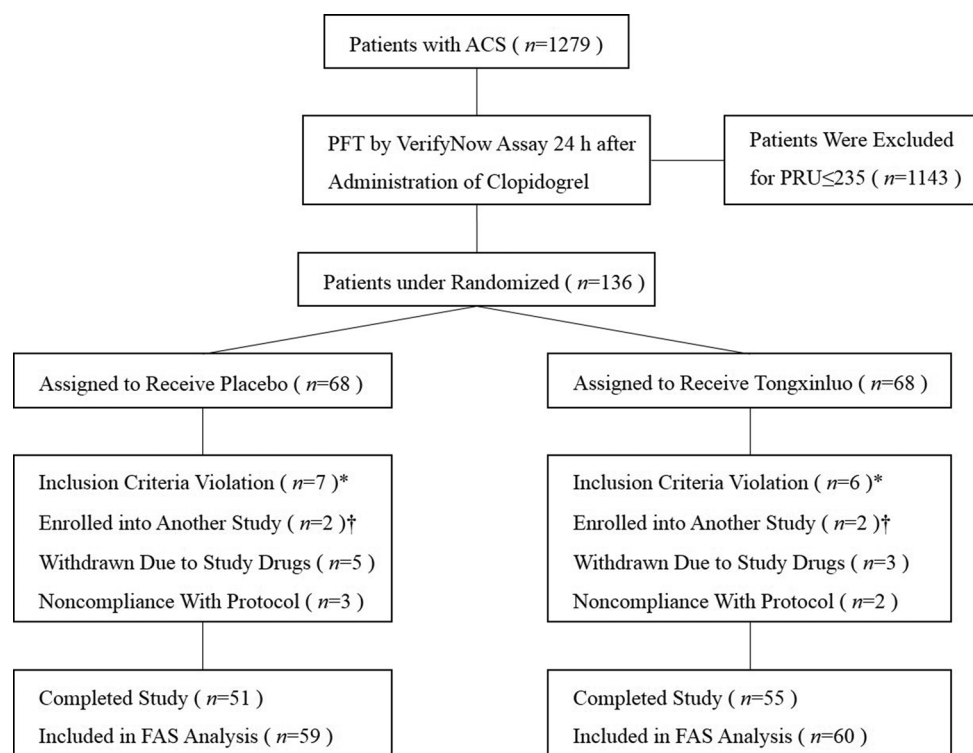 Patients with ACS ( n=1279 )
PFT by VerifyNow Assay 24 h after
Administration of Clopidogrel
Patients Were Excluded
for PRU≤235 ( n=1143 )
Patients under Randomized ( n=136 )
Assigned to Receive Placebo ( n=68 )
Assigned to Receive Tongxinluo ( n=68 )
Inclusion Criteria Violation ( n=7 )*
Enrolled into Another Study ( n=2 )†
Withdrawn Due to Study Drugs ( n=5 )
Noncompliance With Protocol ( n=3 )
Inclusion Criteria Violation ( n=6 )*
Enrolled into Another Study ( n=2 )†
Withdrawn Due to Study Drugs ( n=3 )
Noncompliance With Protocol ( n=2 )
Completed Study ( n=51 )
Included in FAS Analysis ( n=59 )
Completed Study ( n=55 )
Included in FAS Analysis ( n=60 )